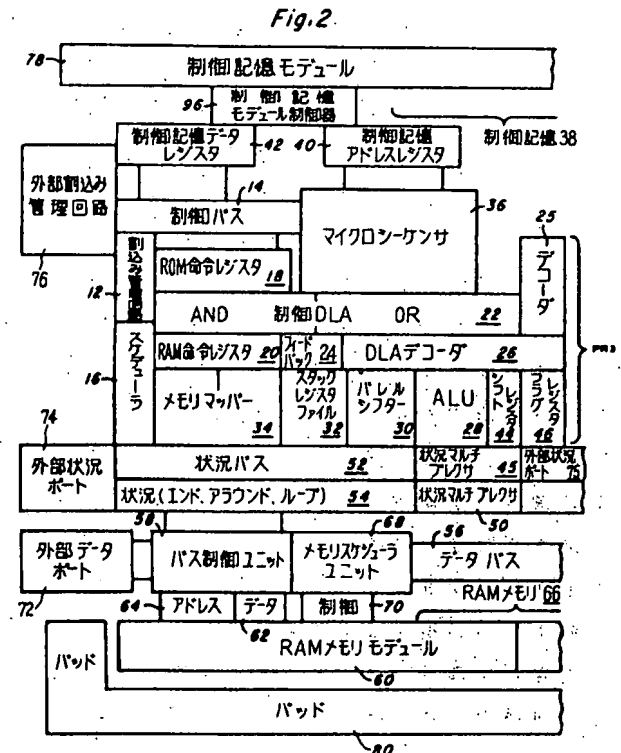 Fig.2
78
制御記憶モジュール
96
制御記憶
モジュール制御器
制御記憶38
制御記憶データ
レジスタ
42
40
制御記憶
アドレスレジスタ
外部割込み
管理回路
76
14
制御バス
マイクロシーケンサ
36
25
デコーダ
12
割込み管理回路
ROM命令レジスタ
18
AND 制御DLA OR
22
16
スケデューラ
RAM命令レジスタ
20
フィード
バック
24
DLAデコーダ
26
メモリマッパー
34
スタック
レジスタ
ファイル
32
バレル
シフター
30
ALU
28
シフト
レジスタ
44
フラグ
レジスタ
46
74
外部状況
ポート
状況バス
52
状況マルチ
プレクサ
45
外部状況
ポート
75
状況(エンド、アラウンド、ループ)
54
状況マルチプレクサ
50
58
68
56
外部データ
ポート
72
バス制御ユニット
メモリスケジューラ
ユニット
データバス
64
アドレス
データ
62
制御
70
RAMメモリ 66
パッド
RAMメモリモジュール
60
パッド
80